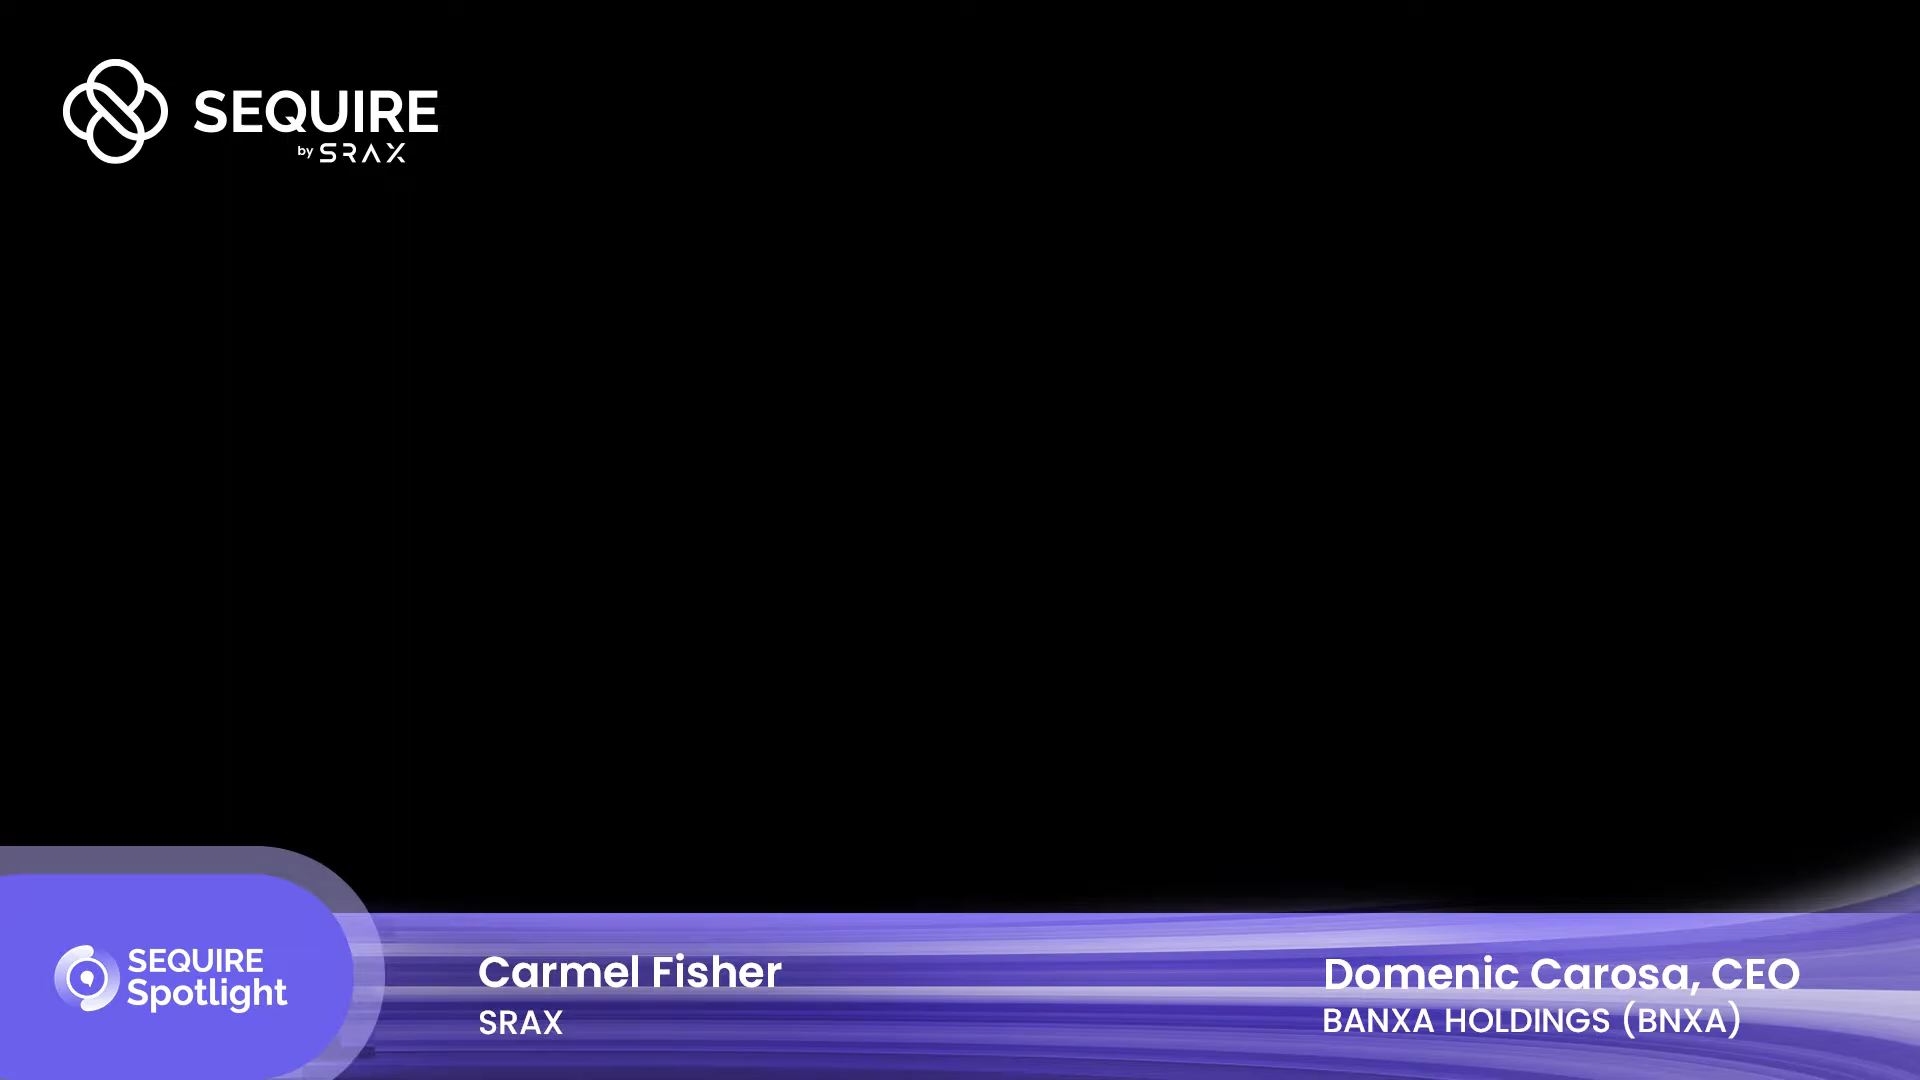 SEQUIRE
by SRAX
SEQUIRE
Spotlight
Carmel Fisher
SRAX
Domenic Carosa, CEO
BANXA HOLDINGS (BNXA)